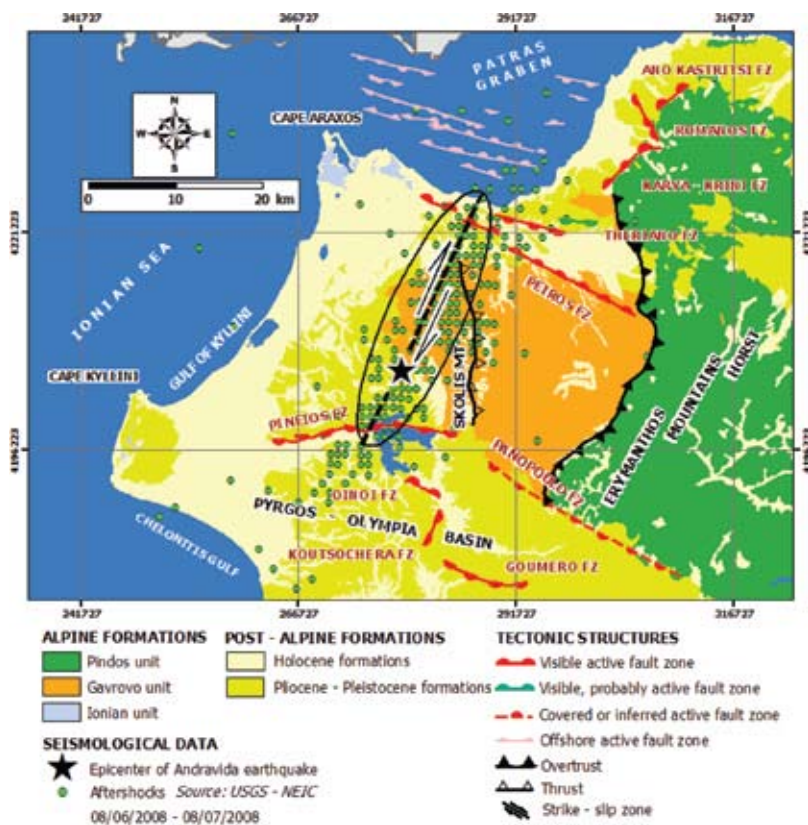 241727 266727 291727 316727
PATRAS
GRABEN
ANO KASTRITSI FZ
ROMANOS FZ
KARYA - KRINI FZ
N
W E
S
CAPE ARAXOS
0 10 20 km
4221223
4221223
THERIANO FZ
PETROS FZ
IONIAN SEA
GULF OF KYLLINI
CAPE KYLLINI
SKOLIS MT
ERYMANTHOS
MOUNTAINS
HORST
PENEIOS FZ
4196223
4196223
PANOPOULO FZ
OINOI FZ
PYRGOS - OLYMPIA BASIN
CHELONITIS GULF
KOUTSOCHERA FZ
GOUMERO FZ
241727 266727 291727 316727
ALPINE FORMATIONS
Pindos unit
Gavrovo unit
Ionian unit
POST - ALPINE FORMATIONS
Holocene formations
Pliocene - Pleistocene formations
TECTONIC STRUCTURES
Visible active fault zone
Visible, probably active fault zone
Covered or inferred active fault zone
Offshore active fault zone
Overtrust
Thrust
Strike - slip zone
SEISMOLOGICAL DATA
Epicenter of Andravida earthquake
Aftershocks Source: USGS - NEIC
08/06/2008 - 08/07/2008